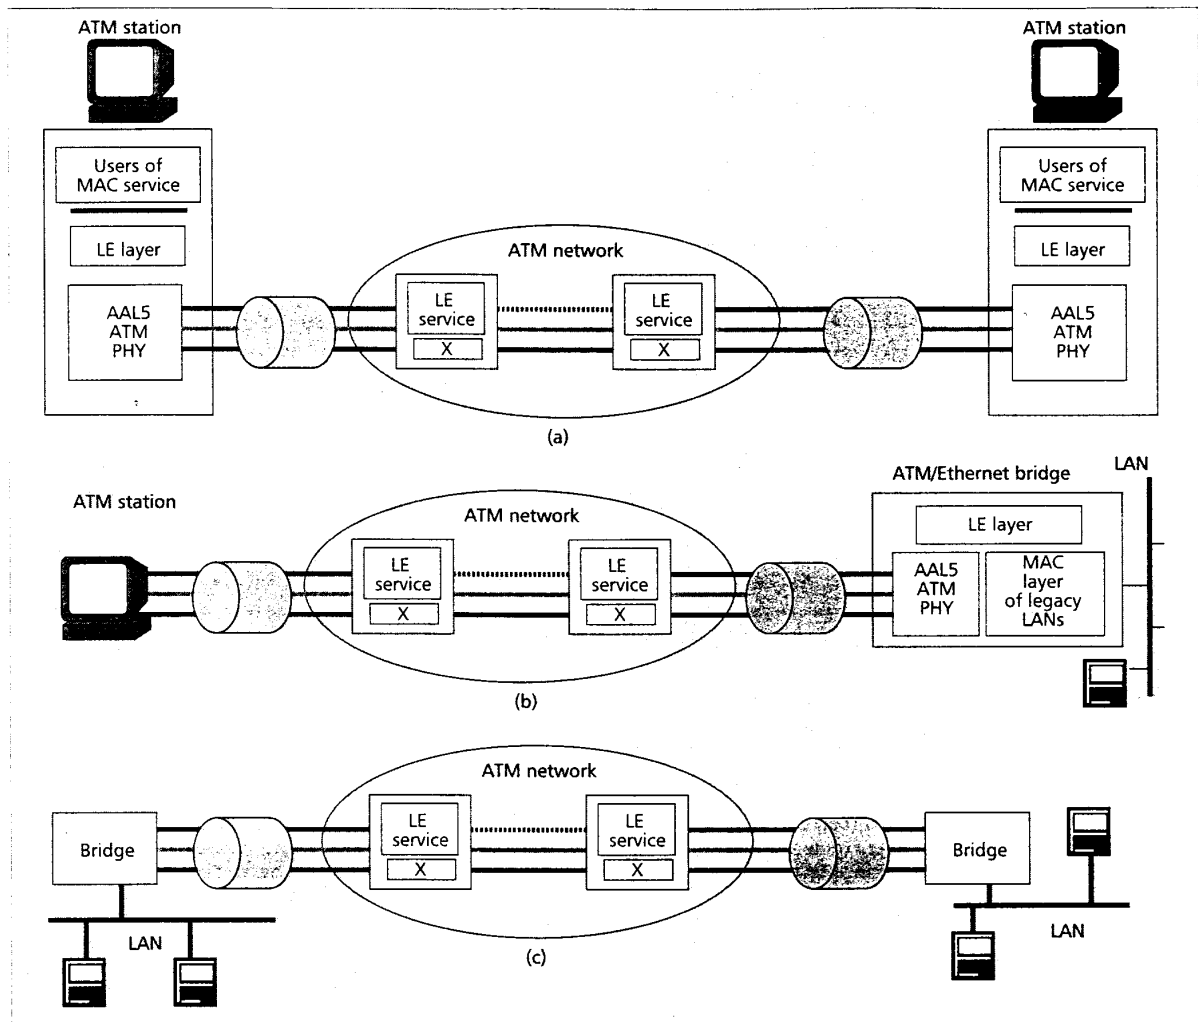 ATM station
ATM station
Users of
MAC service
LE layer
AAL5
ATM
PHY
ATM network
LE
service
X
LE
service
X
Users of
MAC service
LE layer
AAL5
ATM
PHY
(a)
ATM station
ATM network
LE
service
X
LE
service
X
ATM/Ethernet bridge
LAN
LE layer
AAL5
ATM
PHY
MAC
layer
of legacy
LANs
(b)
ATM network
Bridge
LE
service
X
LE
service
X
Bridge
LAN
LAN
(c)